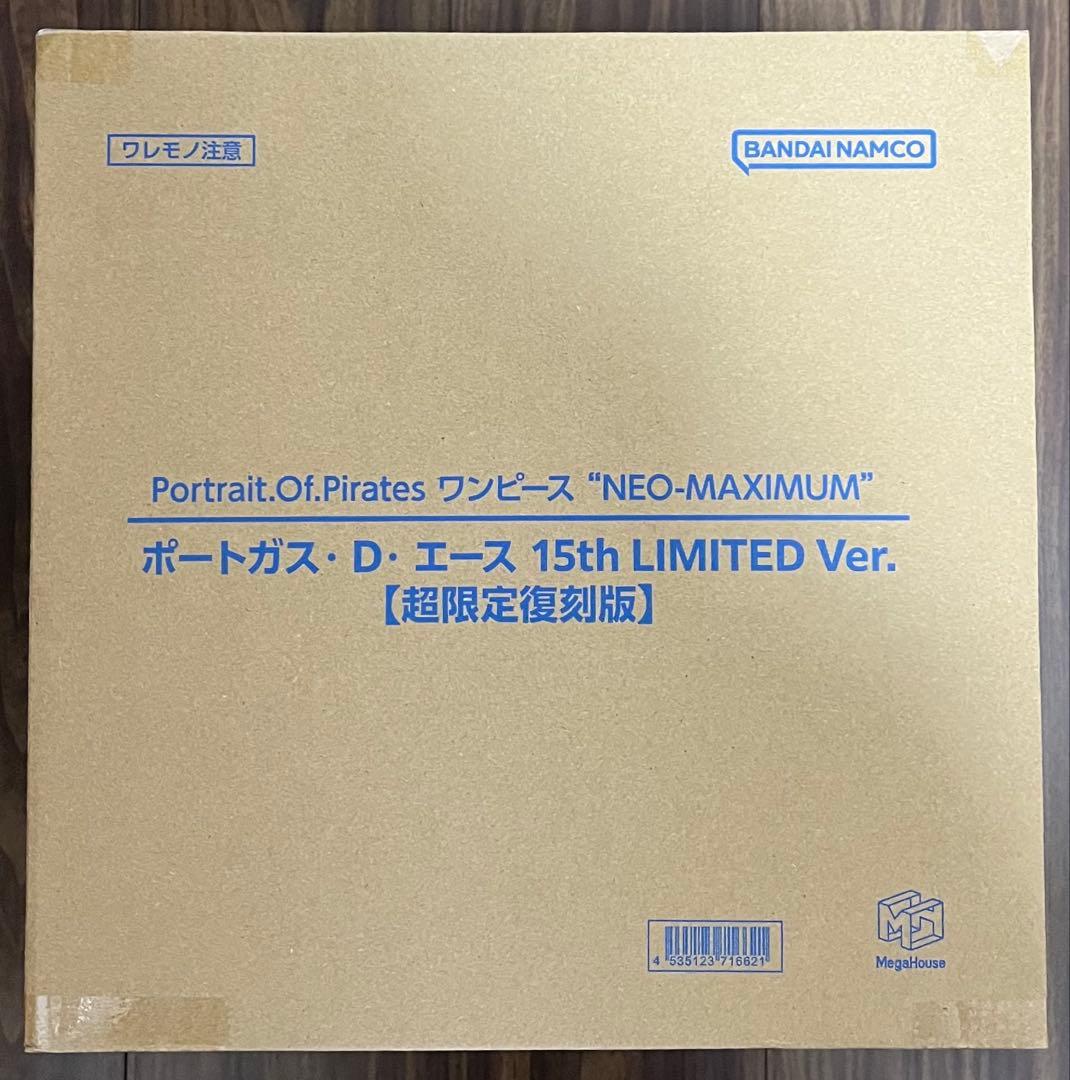 ワレモノ注意
BANDAI NAMCO
Portrait.Of.Pirates ワンピース “NEO-MAXIMUM”
ポートガス・D・エース 15th LIMITED Ver.
【超限定復刻版】
4 535123 716621
MH
MegaHouse